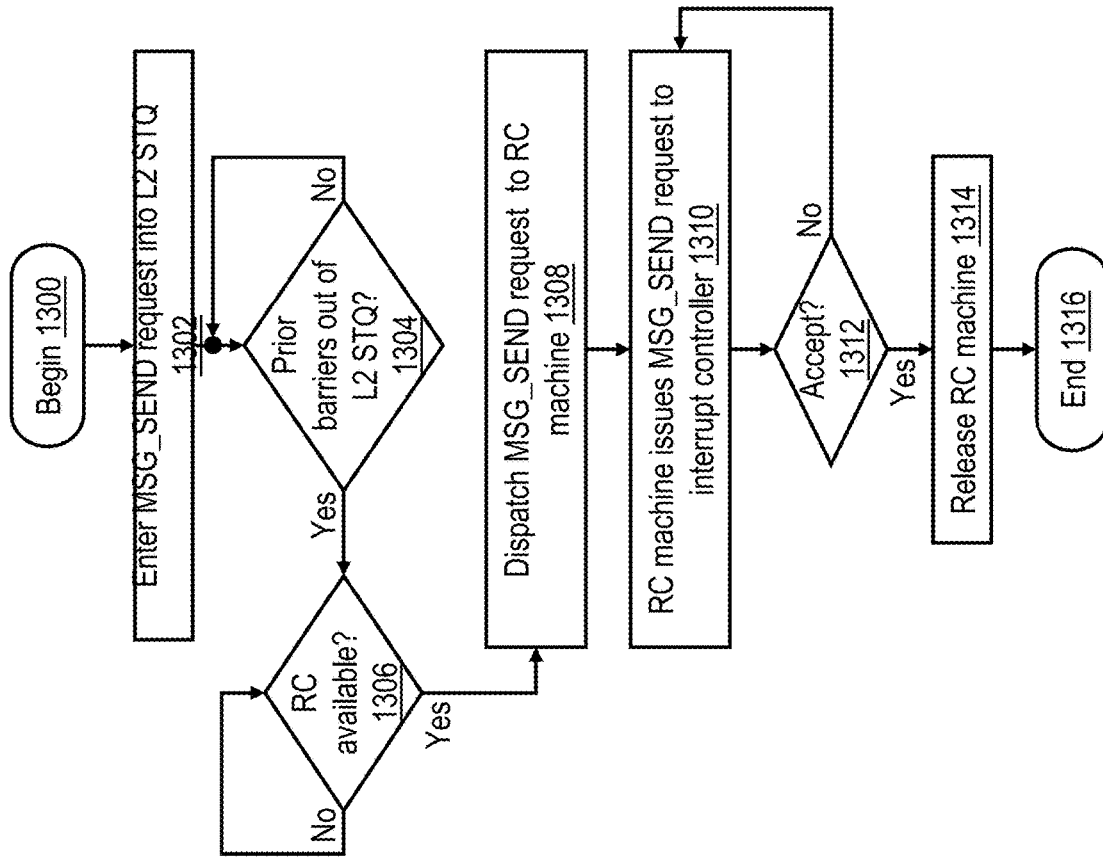 Begin 1300
Enter MSG_SEND request into L2 STQ
1302
Prior
barriers out of
L2 STQ?
1304
No
Yes
RC
available?
1306
No
Yes
Dispatch MSG_SEND request to RC
machine 1308
RC machine issues MSG_SEND request to
interrupt controller 1310
Accept?
1312
No
Yes
Release RC machine 1314
End 1316